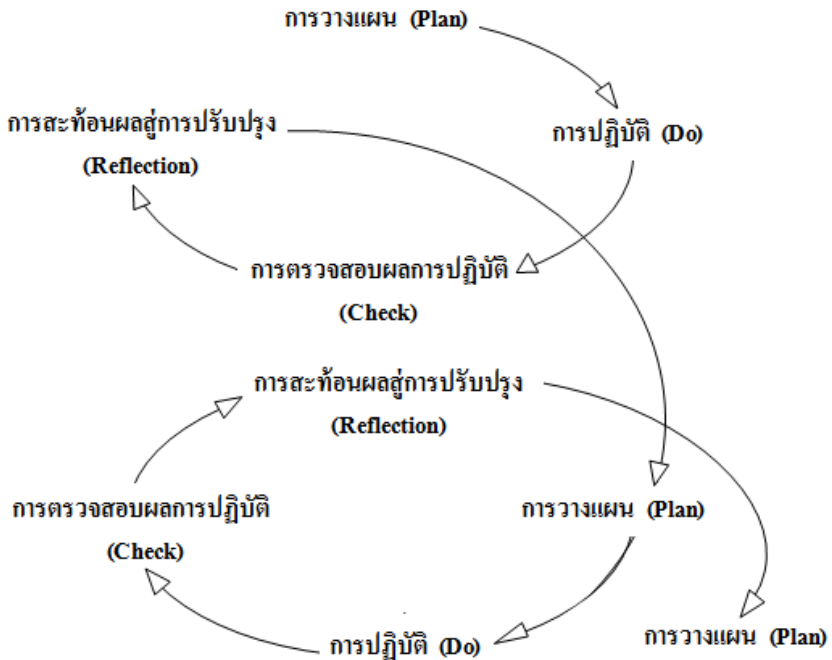 การวางแผน (Plan)
การสะท้อนผลสู่การปรับปรุง
(Reflection)
การปฏิบัติ (Do)
การตรวจสอบผลการปฏิบัติ
(Check)
การสะท้อนผลสู่การปรับปรุง
(Reflection)
การตรวจสอบผลการปฏิบัติ
(Check)
การวางแผน (Plan)
การปฏิบัติ (Do)
การวางแผน (Plan)